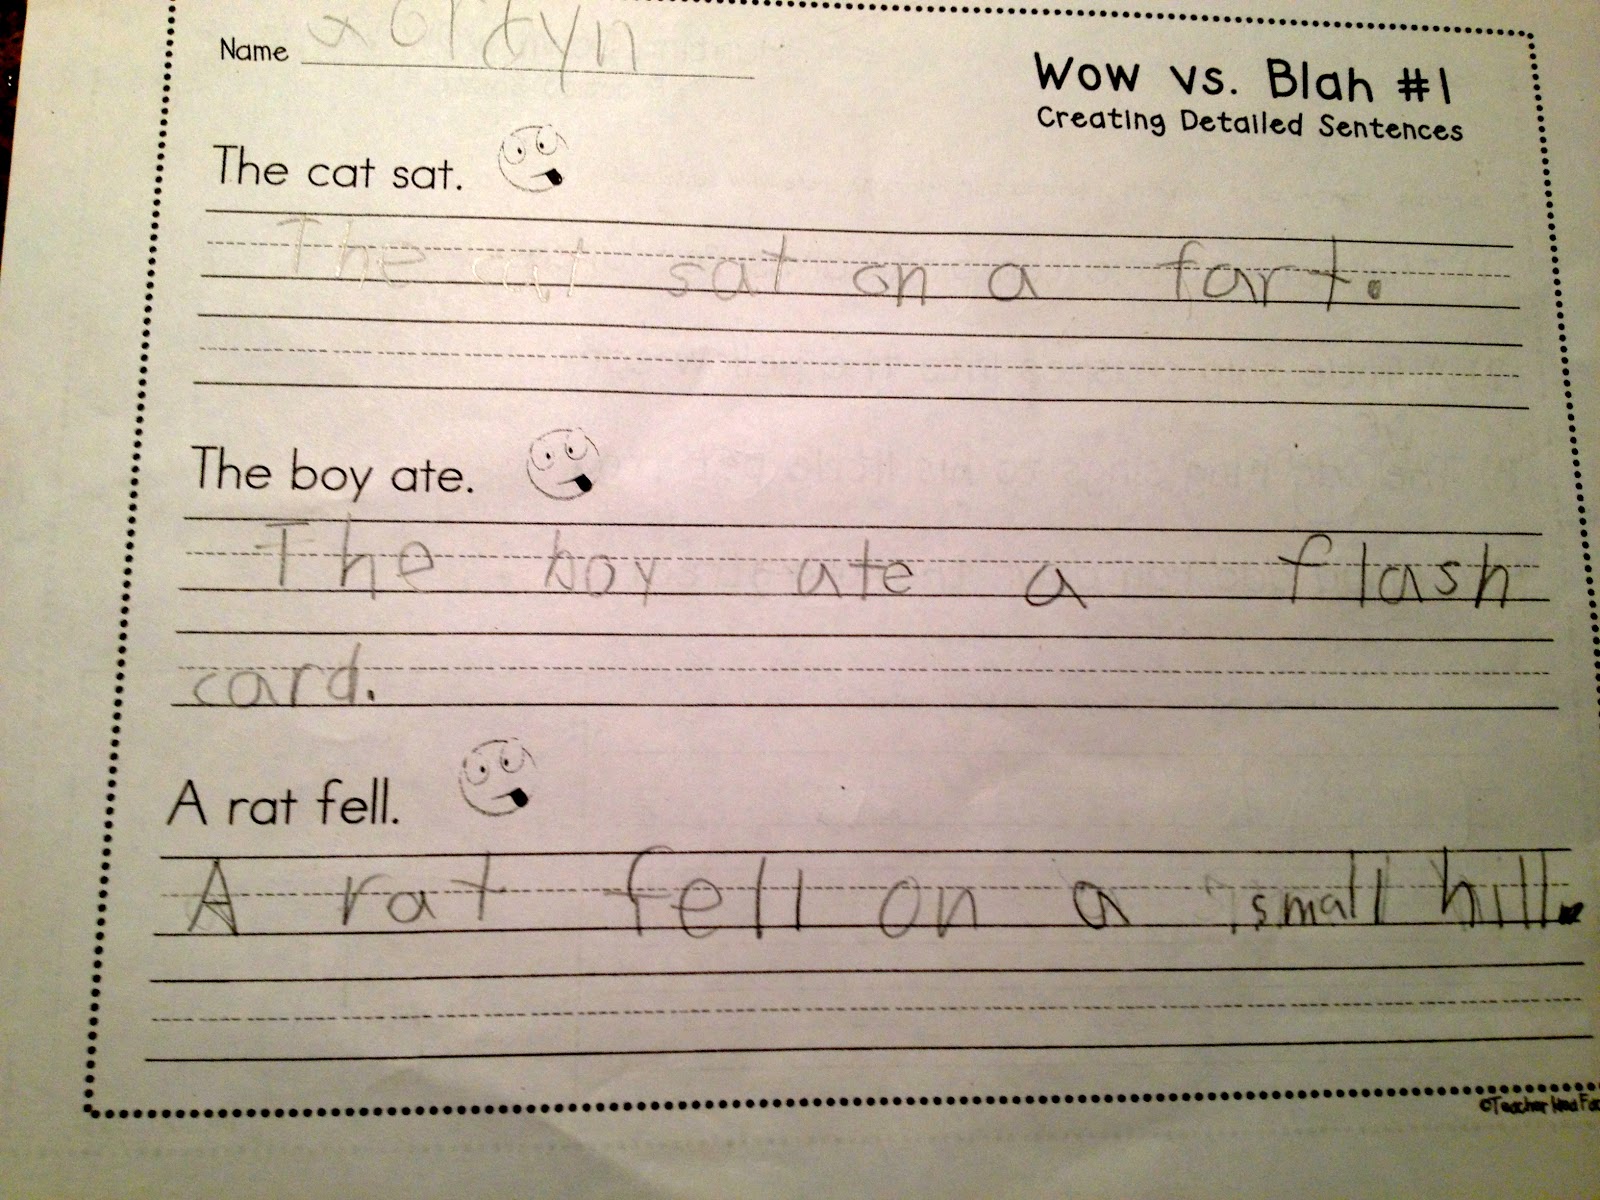 Name
Wow vs. Blah #1
Creating Detailed Sentences
The cat sat.
The cat sat on a fart.
The boy ate.
The boy ate a flash
card.
A rat fell.
A rat fell on a small hill.
©Teacher